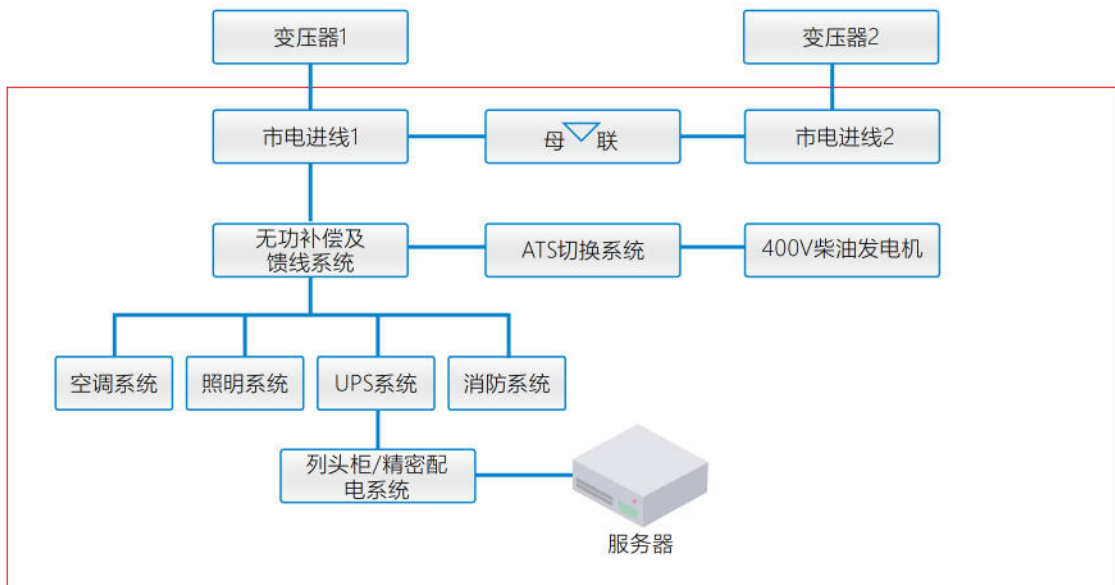 变压器1
变压器2
市电进线1
母 联
市电进线2
无功补偿及
馈线系统
ATS切换系统
400V柴油发电机
空调系统
照明系统
UPS系统
消防系统
列头柜/精密配
电系统
服务器